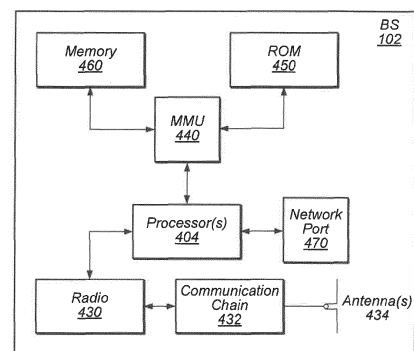 BS
102
Memory
460
ROM
450
MMU
440
Processor(s)
404
Network
Port
470
Radio
430
Communication
Chain
432
Antenna(s)
434